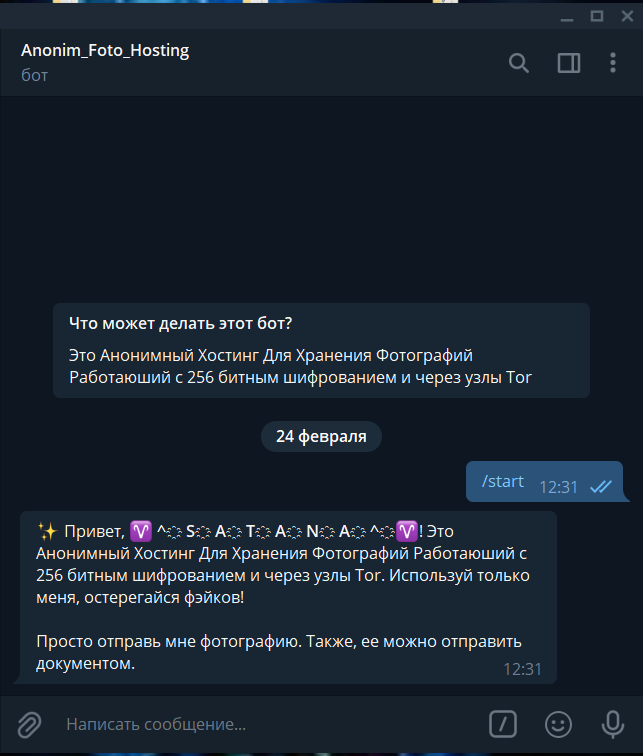 Anonim_Foto_Hosting
бот
Что может делать этот бот?
Это Анонимный Хостинг Для Хранения Фотографий
Работаюший с 256 битным шифрованием и через узлы Tor
24 февраля
/start 12:31
✨ Привет, ♈ ^҉ S҉ A҉ T҉ A҉ N҉ A҉ ^҉♈! Это
Анонимный Хостинг Для Хранения Фотографий Работаюший с
256 битным шифрованием и через узлы Tor. Используй только
меня, остерегайся фэйков!
Просто отправь мне фотографию. Также, ее можно отправить
документом. 12:31
Написать сообщение...